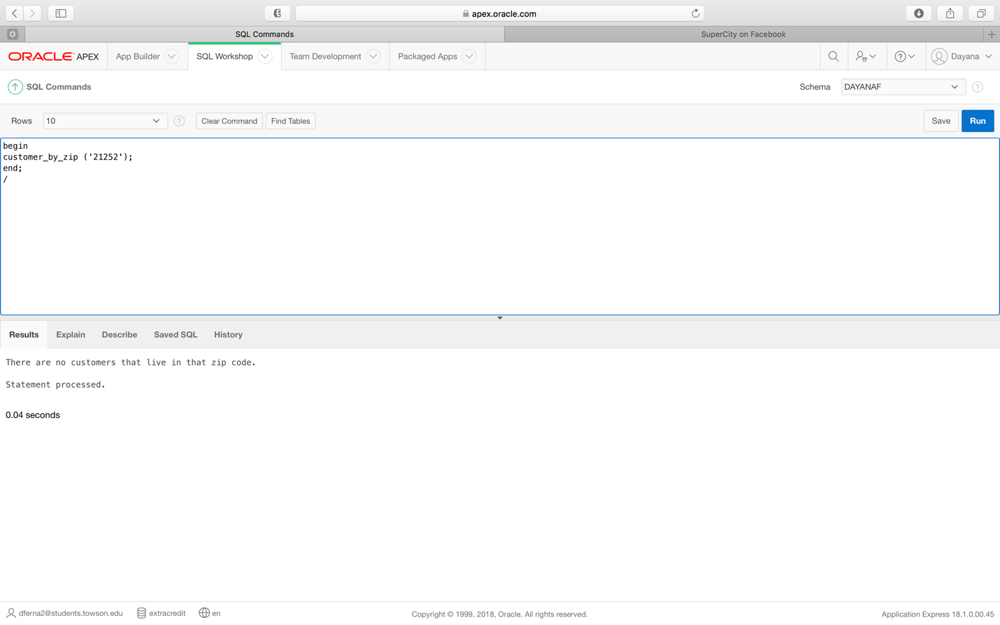 apex.oracle.com
O
SQL Commands
SuperCity on Facebook
ORACLE APEX
App Builder
SQL Workshop
Team Development
Packaged Apps
Dayana
SQL Commands
Schema
DAYANAF
Rows
10
Clear Command
Find Tables
Save
Run
begin
customer_by_zip ('21252');
end;
/
Results
Explain
Describe
Saved SQL
History
There are no customers that live in that zip code.
Statement processed.
0.04 seconds
dferna2@students.towson.edu
extracredit
en
Copyright © 1999, 2018, Oracle. All rights reserved.
Application Express 18.1.0.00.45